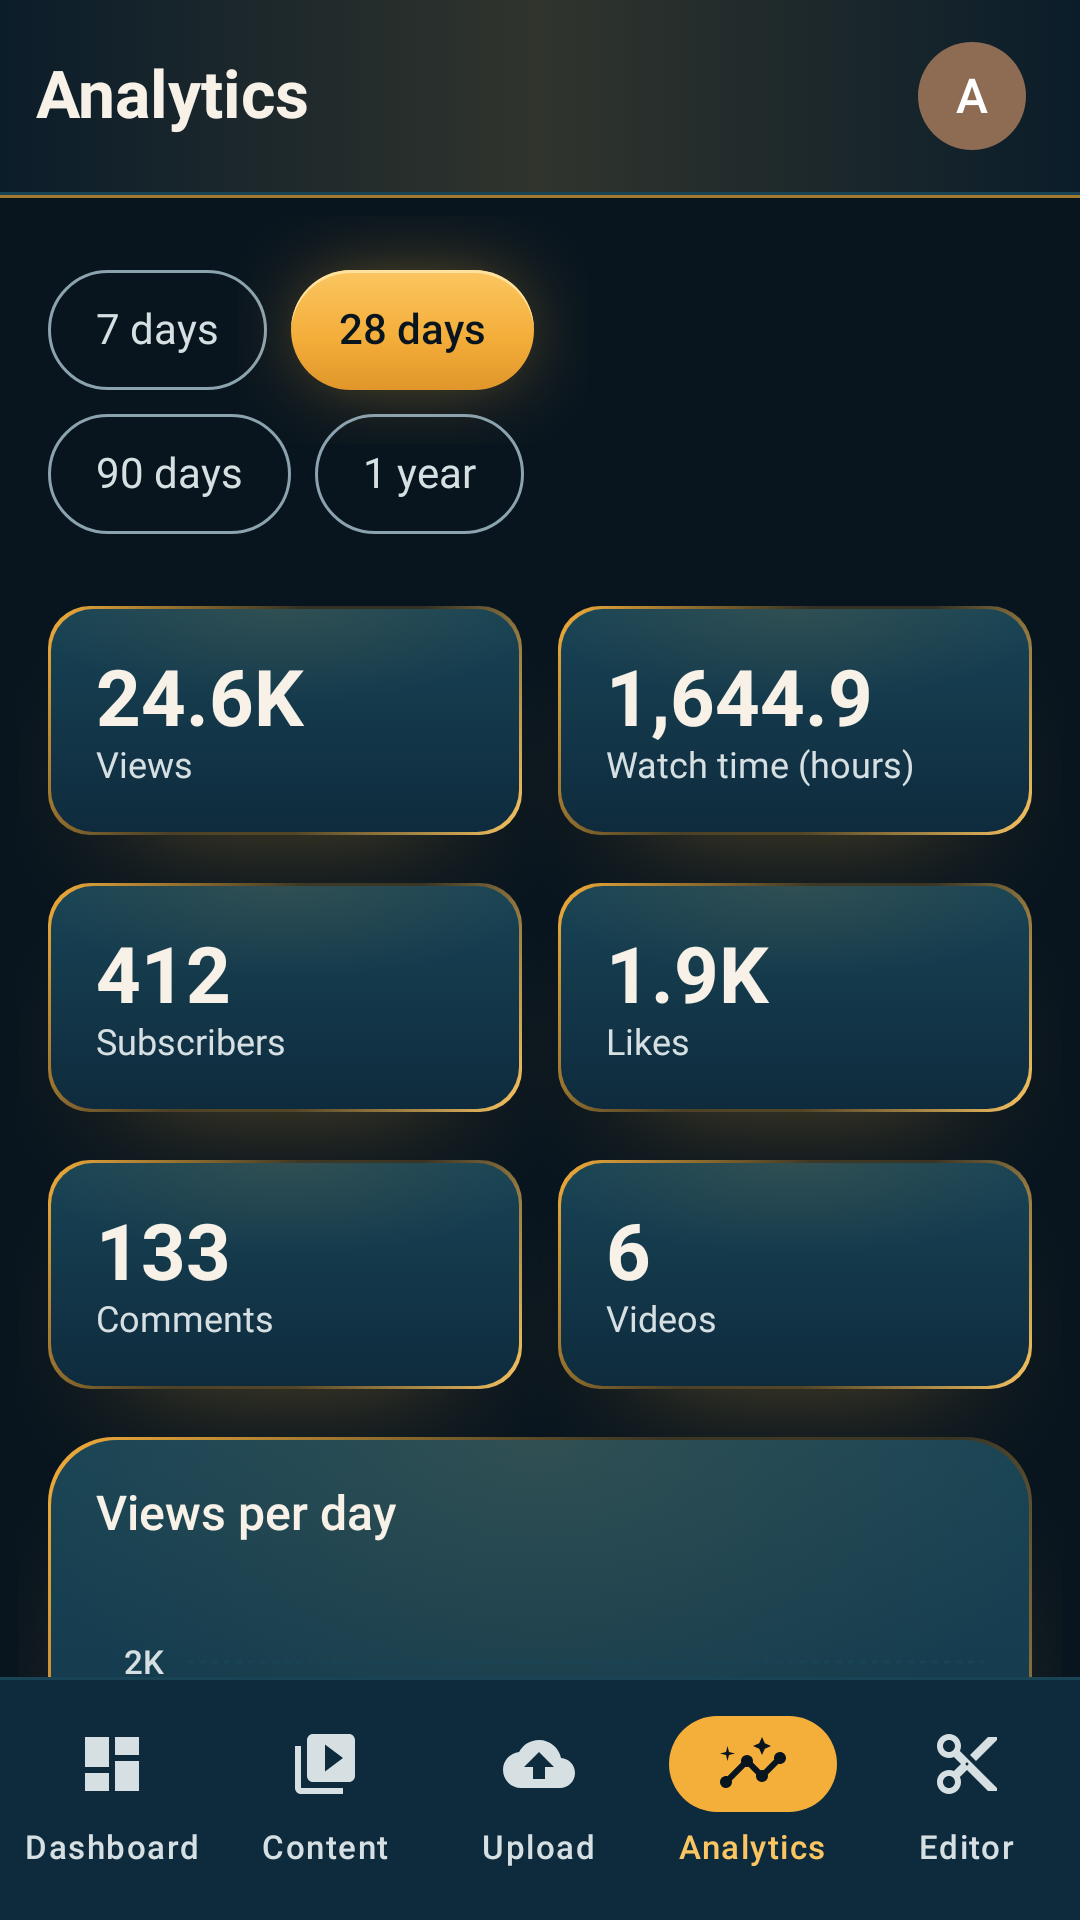 Analytics
A
7 days
28 days
90 days
1 year
24.6K
Views
1,644.9
Watch time (hours)
412
Subscribers
1.9K
Likes
133
Comments
6
Videos
Views per day
2K
Dashboard
Content
Upload
Analytics
Editor